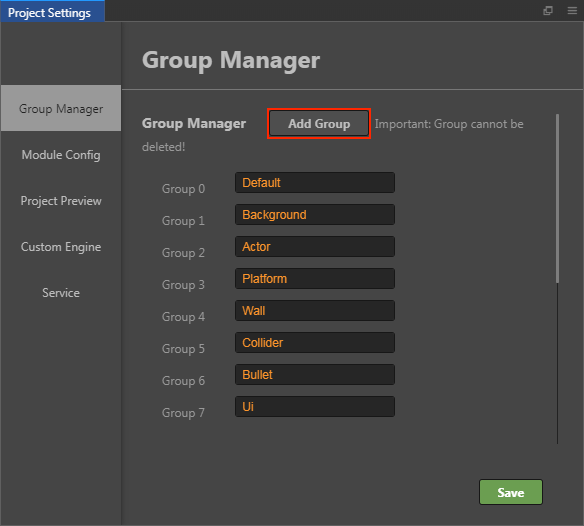 Project Settings
Group Manager
Group Manager
Module Config
Project Preview
Custom Engine
Service
Group Manager Add Group Important: Group cannot be
deleted!
Group 0 Default
Group 1 Background
Group 2 Actor
Group 3 Platform
Group 4 Wall
Group 5 Collider
Group 6 Bullet
Group 7 Ui
Save